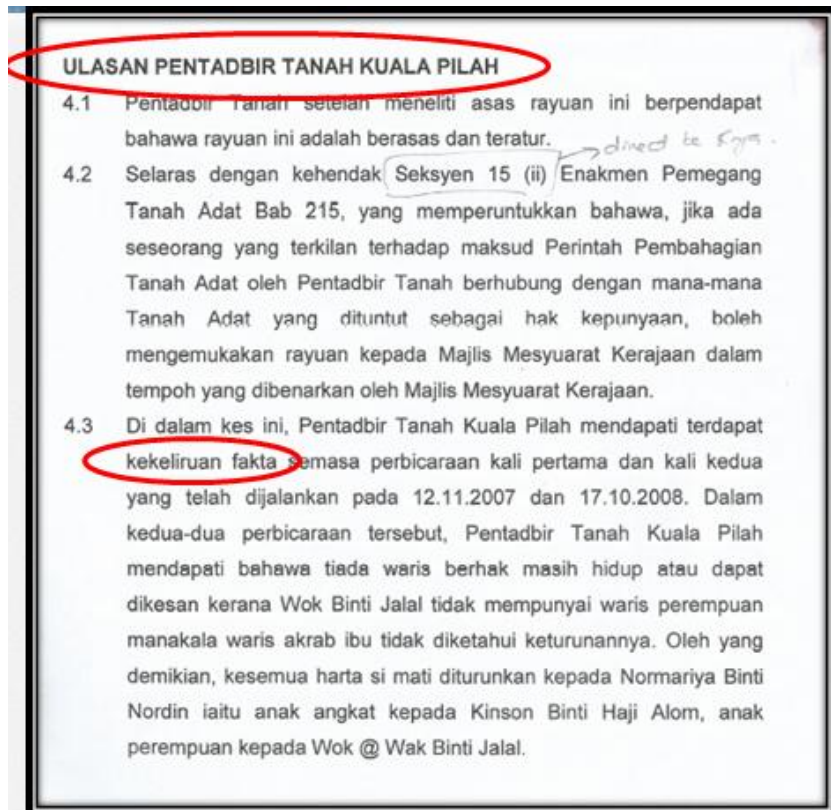 ULASAN PENTADBIR TANAH KUALA PILAH
4.1 Pentadbir Tanah setelah meneliti asas rayuan ini berpendapat
bahawa rayuan ini adalah berasas dan teratur.
direct to
4.2 Selaras dengan kehendak Seksyen 15 (ii) Enakmen Pemegang
Tanah Adat Bab 215, yang memperuntukkan bahawa, jika ada
seseorang yang terkilan terhadap maksud Perintah Pembahagian
Tanah Adat oleh Pentadbir Tanah berhubung dengan mana-mana
Tanah Adat yang dituntut sebagai hak kepunyaan, boleh
mengemukakan rayuan kepada Majlis Mesyuarat Kerajaan dalam
tempoh yang dibenarkan oleh Majlis Mesyuarat Kerajaan.
4.3 Di dalam kes ini, Pentadbir Tanah Kuala Pilah mendapati terdapat
kekeliruan fakta semasa perbicaraan kali pertama dan kali kedua
yang telah dijalankan pada 12.11.2007 dan 17.10.2008. Dalam
kedua-dua perbicaraan tersebut, Pentadbir Tanah Kuala Pilah
mendapati bahawa tiada waris berhak masih hidup atau dapat
dikesan kerana Wok Binti Jalal tidak mempunyai waris perempuan
manakala waris akrab ibu tidak diketahui keturunannya. Oleh yang
demikian, kesemua harta si mati diturunkan kepada Normariya Binti
Nordin iaitu anak angkat kepada Kinson Binti Haji Alom, anak
perempuan kepada Wok @ Wak Binti Jalal.